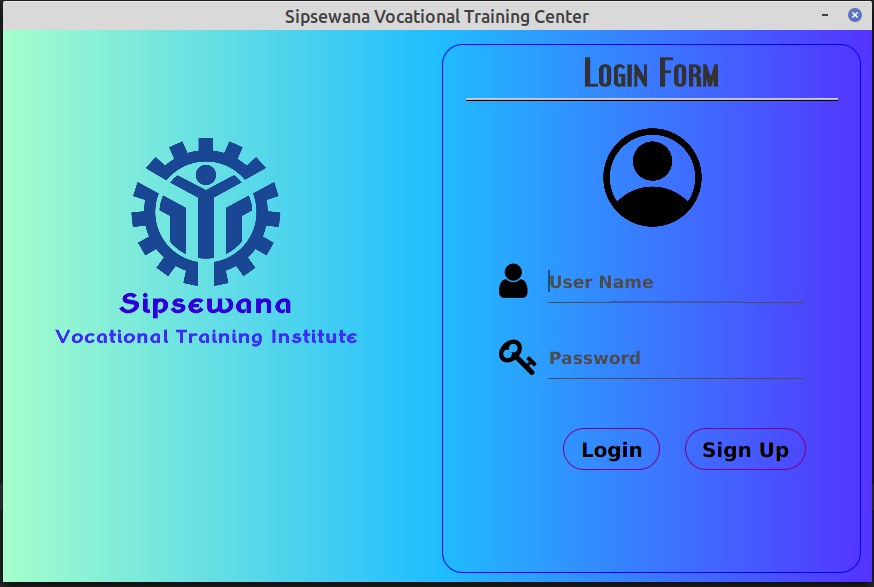 Sipsewana Vocational Training Center
Login Form
Sipsewana
Vocational Training Institute
User Name
Password
Login
Sign Up